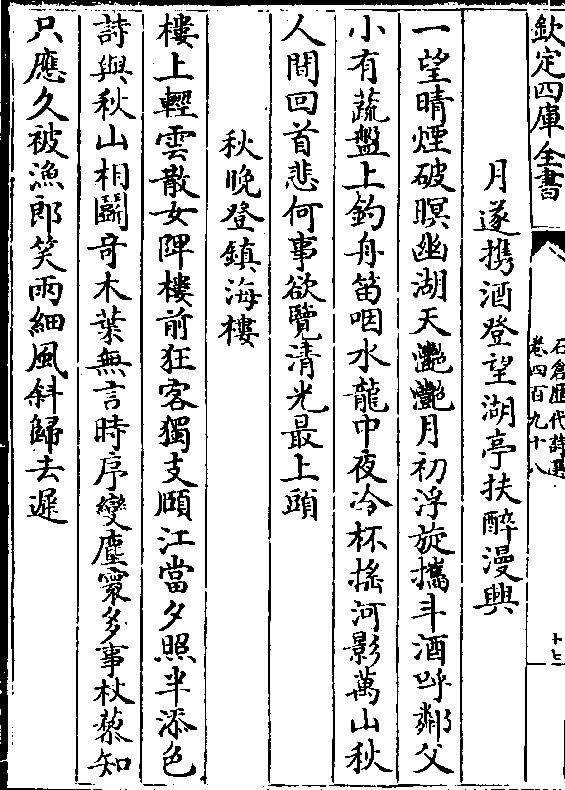 欽定四庫全書
石倉歷代詩選
卷四百九十八
十七
月遂携酒登望湖亭扶醉漫興
一望晴煙破暝幽湖天灧灧月初浮旋攜斗酒呼鄰父
小有蔬盤上釣舟笛咽水龍中夜冷杯搖河影萬山秋
人間回首悲何事欲覽清光最上頭
秋晚登鎮海樓
樓上輕雲散女陴樓前狂客獨支頤江當夕照半添色
詩與秋山相鬭奇木葉無言時序變塵寰多事杖藜知
只應久被漁郎笑雨細風斜歸去遲